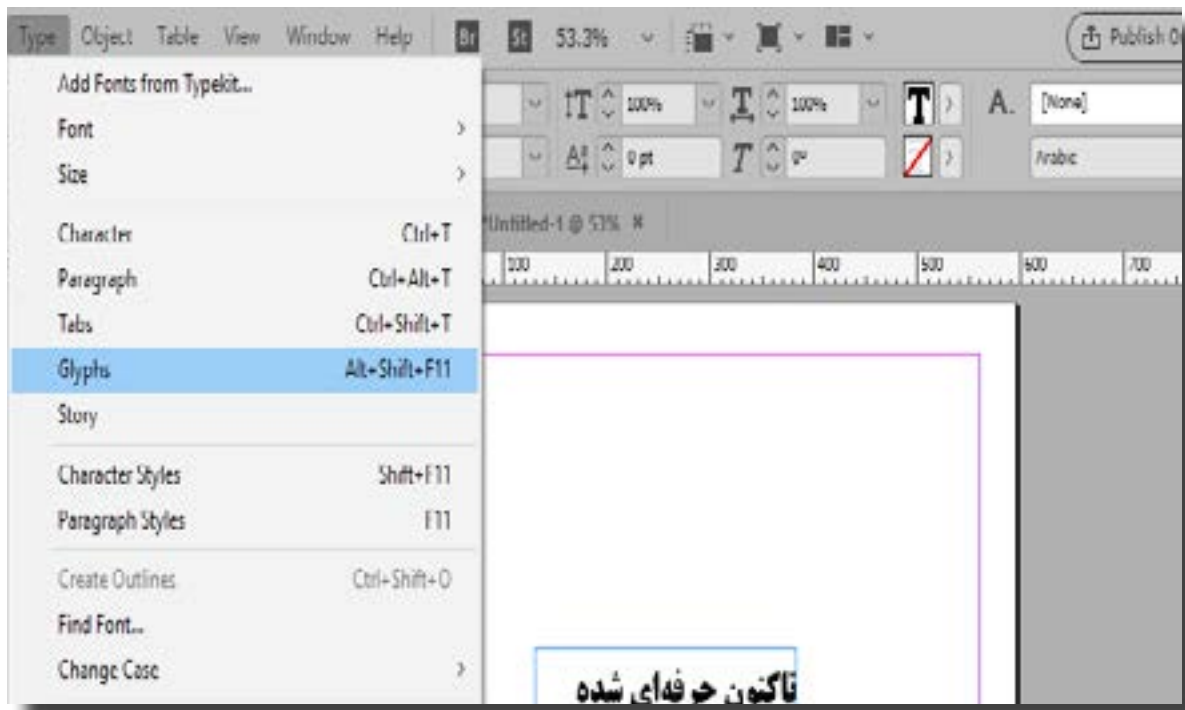 Type Object Table View Window Help Br St 53.3% Publish On
Add Fonts from Typekit...
Font
Size
Character Ctrl+T
Paragraph Ctrl+Alt+T
Tabs Ctrl+Shift+T
Glyphs Alt+Shift+F11
Story
Character Styles Shift+F11
Paragraph Styles F11
Create Outlines Ctrl+Shift+O
Find Font...
Change Case
T 100% T 100% T A. [None]
0 pt T 0° Arabic
*Untitled-1 @ 53%
100 200 300 400 500 600 700
تاکنون حرفه‌ای شده